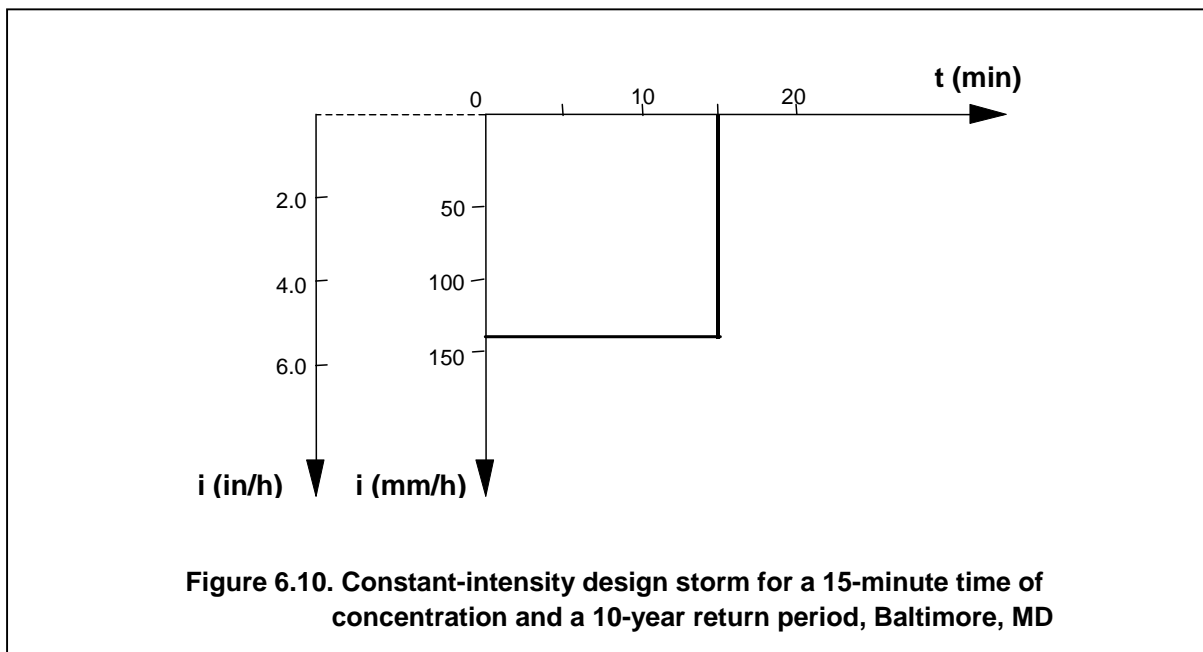 t (min)
0
10
20
2.0
50
4.0
100
6.0
150
i (in/h)
i (mm/h)
Figure 6.10. Constant-intensity design storm for a 15-minute time of
concentration and a 10-year return period, Baltimore, MD